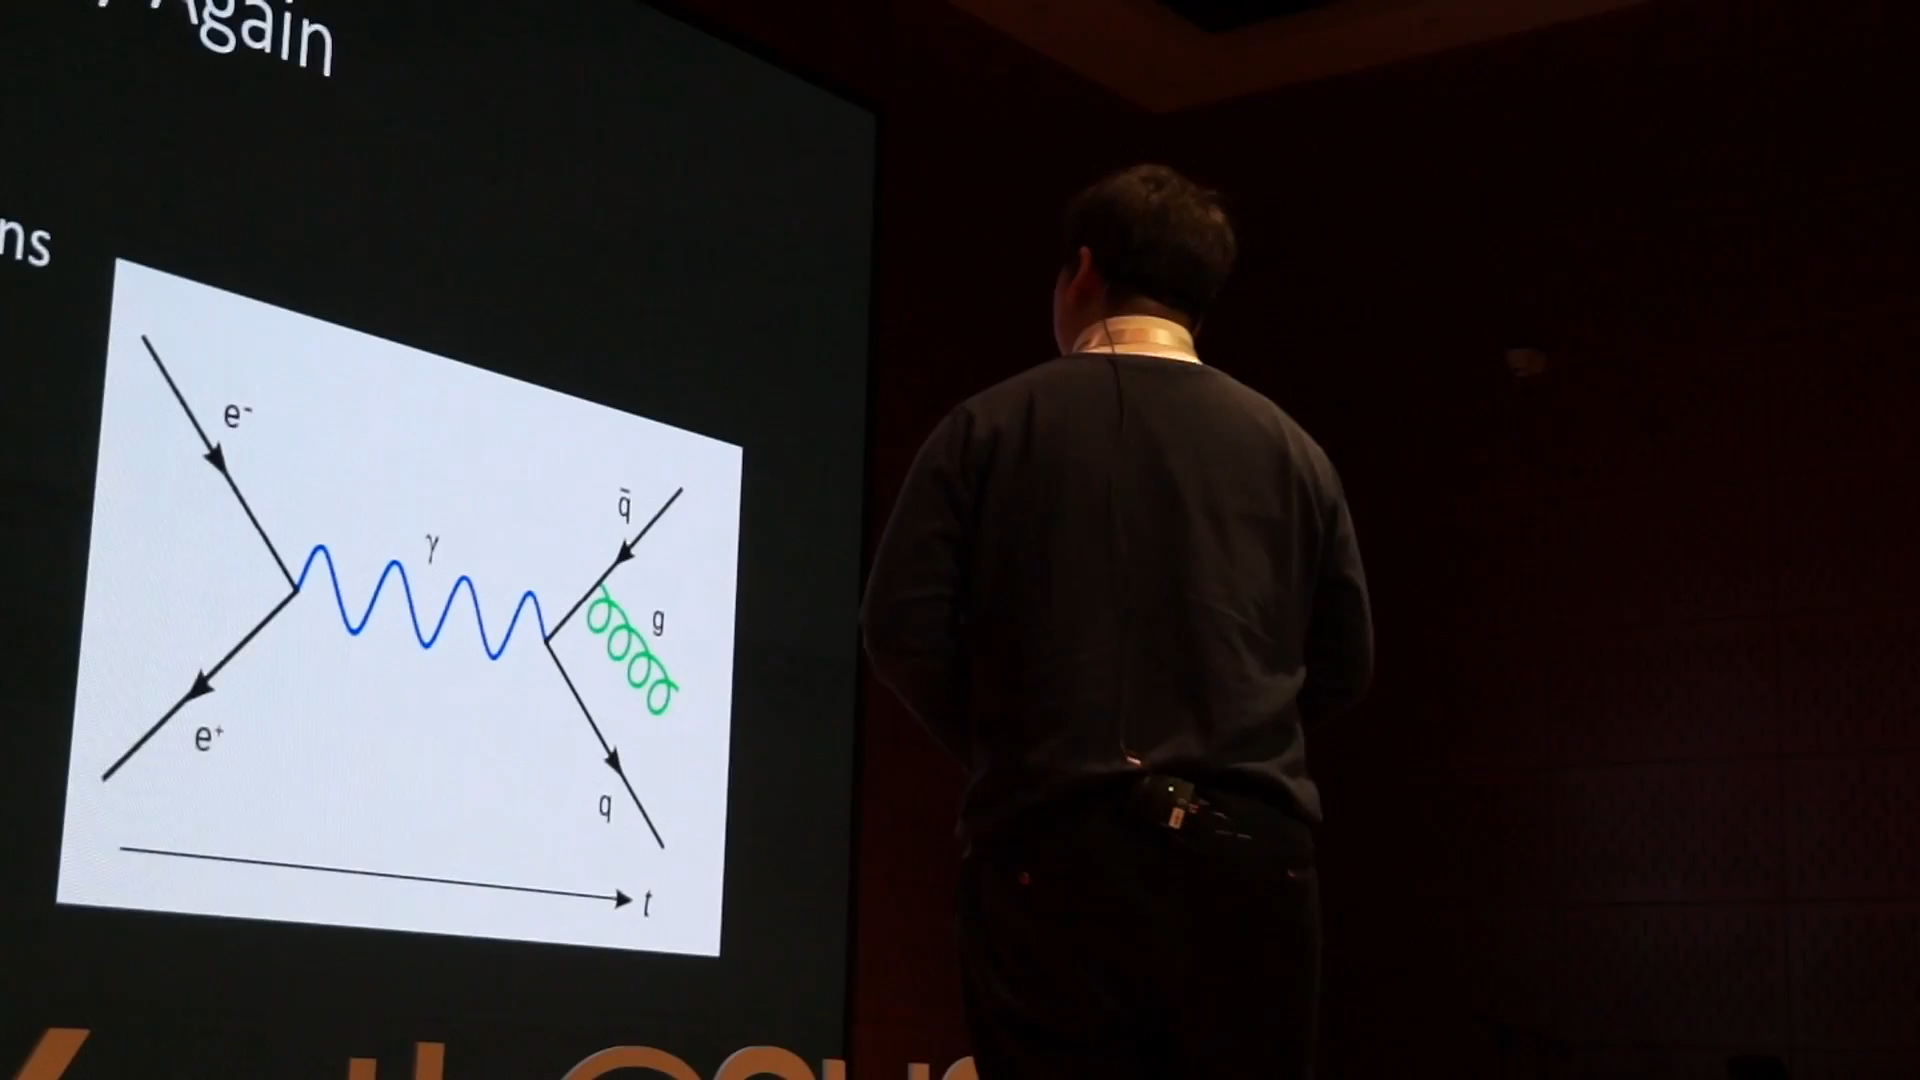 Again
ns
e⁻
q̄
γ
g
e⁺
q
t